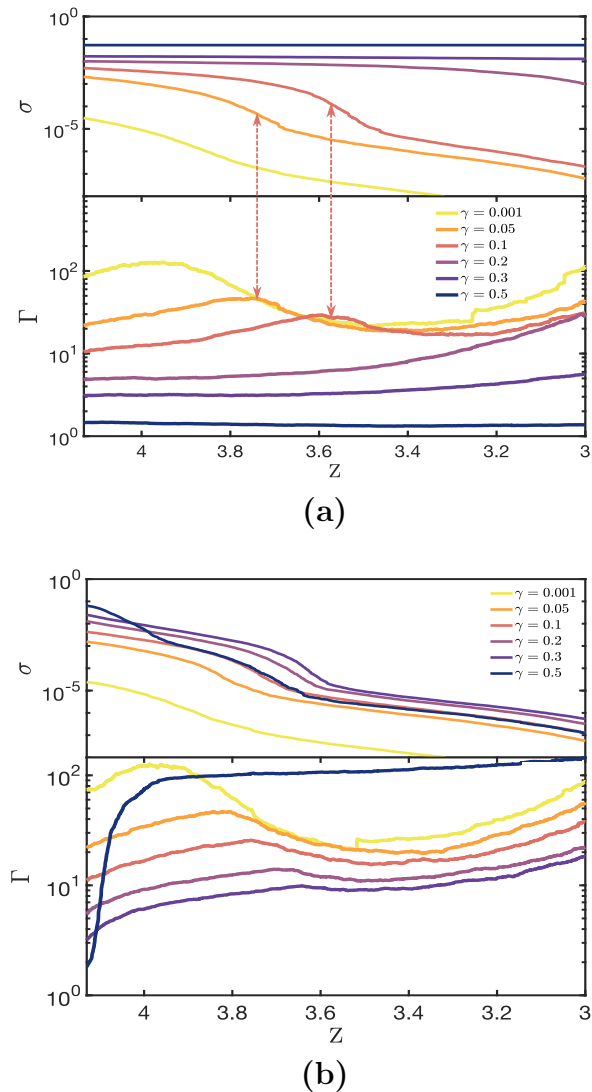 10^0
σ
10^-5
γ = 0.001
γ = 0.05
γ = 0.1
γ = 0.2
γ = 0.3
γ = 0.5
10^2
Γ
10^1
10^0
4 3.8 3.6 3.4 3.2 3
z
(a)
10^0
γ = 0.001
γ = 0.05
γ = 0.1
γ = 0.2
γ = 0.3
γ = 0.5
σ
10^-5
10^2
Γ
10^1
10^0
4 3.8 3.6 3.4 3.2 3
z
(b)